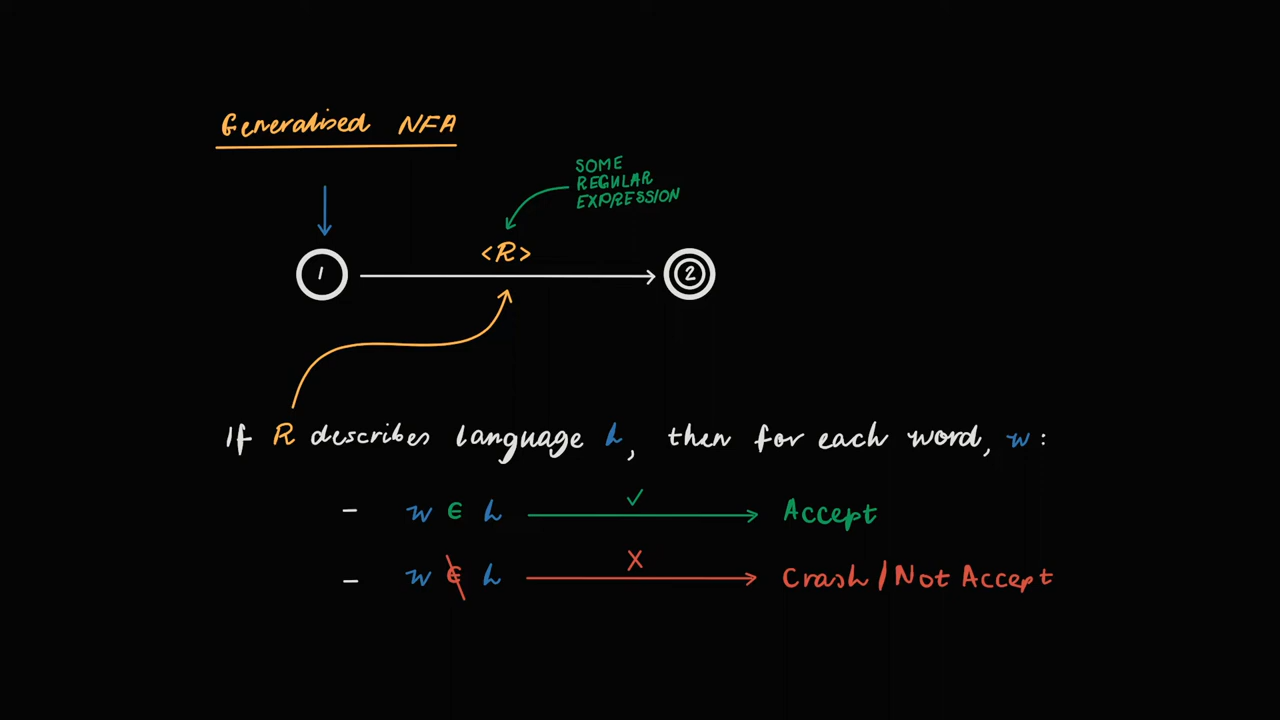 Generalised NFA
SOME
REGULAR
EXPRESSION
<R>
1
2
If R describes language L, then for each word, w:
- w ∈ L ✓ Accept
- w ∉ L X Crash/Not Accept